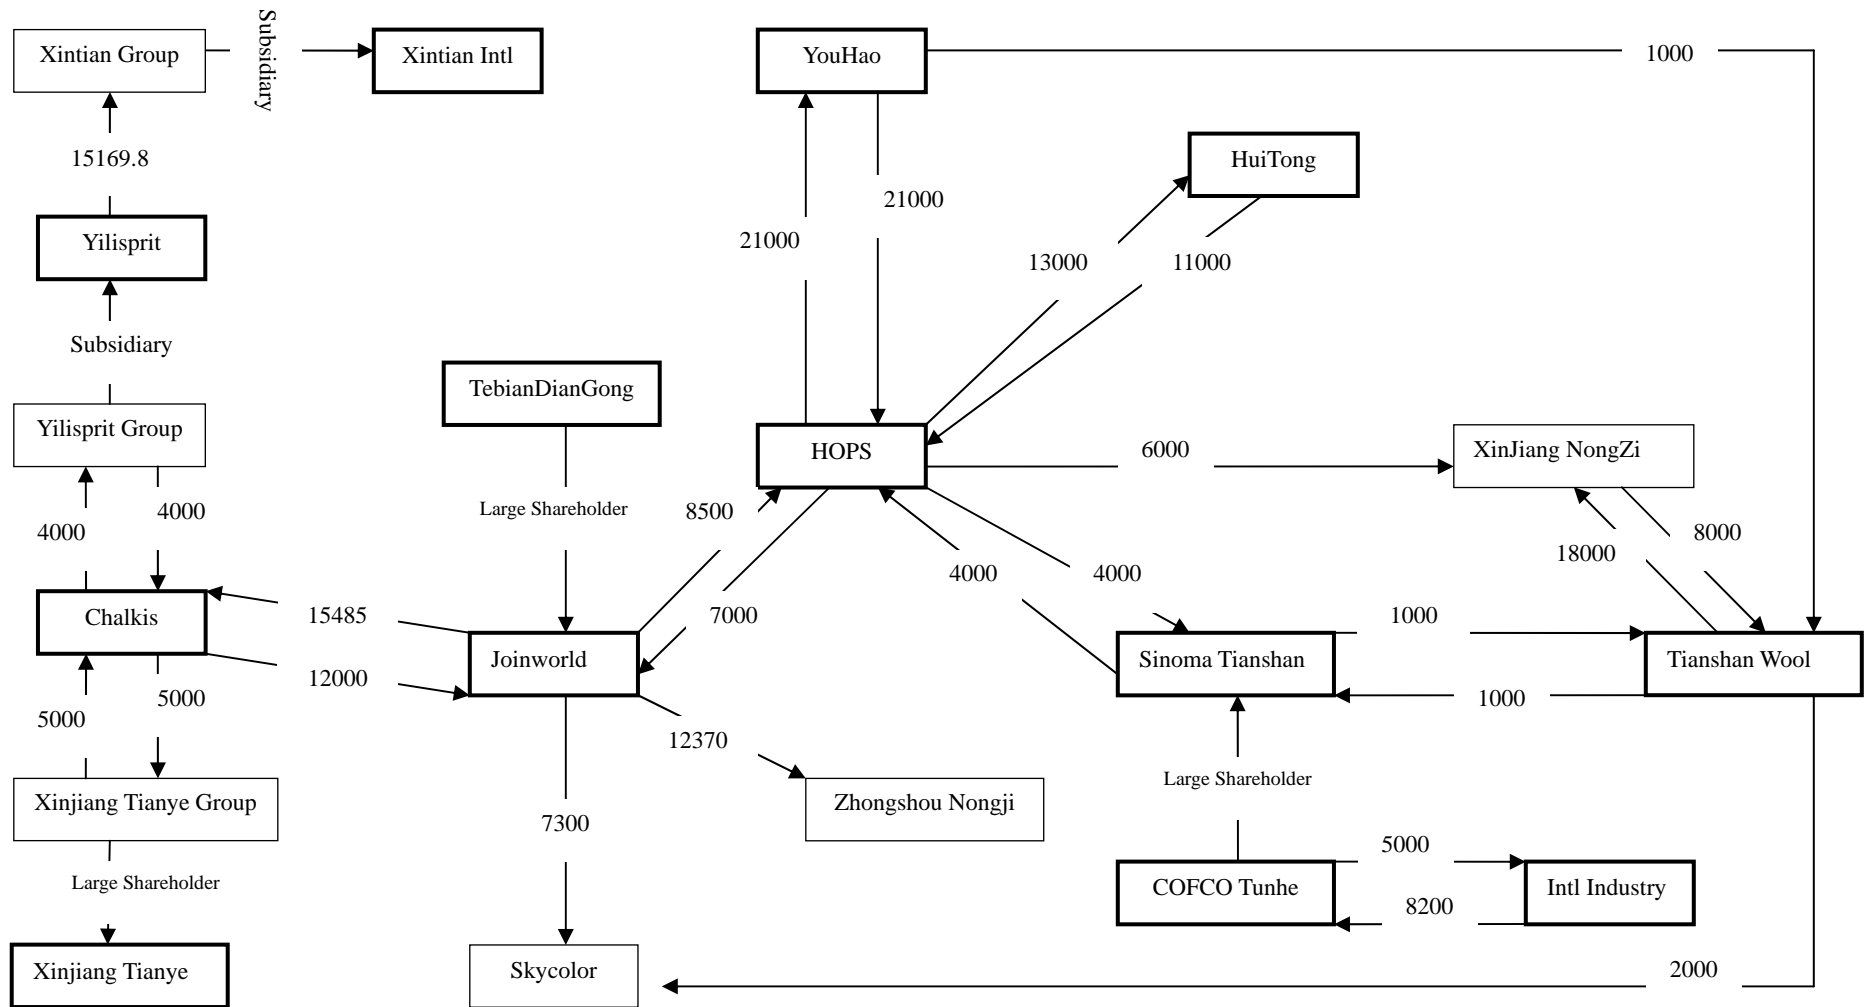 Subsidiary
Xintian Group
Xintian Intl
YouHao
1000
15169.8
HuiTong
21000
Yilisprit
21000
13000
11000
Subsidiary
TebianDianGong
Yilisprit Group
HOPS
6000
XinJiang NongZi
4000
4000
Large Shareholder
8500
18000
8000
4000
4000
Chalkis
15485
7000
1000
Joinworld
Sinoma Tianshan
Tianshan Wool
12000
5000
5000
1000
12370
Large Shareholder
Xinjiang Tianye Group
Zhongshou Nongji
7300
5000
Large Shareholder
COFCO Tunhe
Intl Industry
8200
Xinjiang Tianye
Skycolor
2000